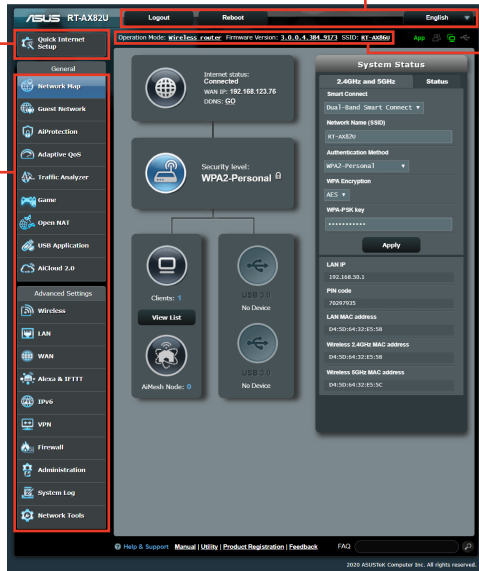 ASUS RT-AX82U
Logout
Reboot
English
Quick Internet
Setup
Operation Mode: Wireless router Firmware Version: 3.0.0.4.384_9173 SSID: RT-AX86U
App
General
Network Map
Guest Network
AiProtection
Adaptive QoS
Traffic Analyzer
Game
Open NAT
USB Application
AiCloud 2.0
Advanced Settings
Wireless
LAN
WAN
Alexa & IFTTT
IPv6
VPN
Firewall
Administration
System Log
Network Tools
Internet status:
Connected
WAN IP: 192.168.123.76
DDNS: GO
Security level:
WPA2-Personal
Clients: 1
View List
AiMesh Node: 0
USB 3.0
No Device
USB 3.0
No Device
System Status
2.4GHz and 5GHz
Status
Smart Connect
Dual-Band Smart Connect
Network Name (SSID)
RT-AX82U
Authentication Method
WPA2-Personal
WPA Encryption
AES
WPA-PSK key
•••••••••••
Apply
LAN IP
192.168.50.1
PIN code
70297935
LAN MAC address
D4:5D:64:32:E5:58
Wireless 2.4GHz MAC address
D4:5D:64:32:E5:58
Wireless 5GHz MAC address
D4:5D:64:32:E5:5C
Help & Support Manual | Utility | Product Registration | Feedback
FAQ
2020 ASUSTeK Computer Inc. All rights reserved.